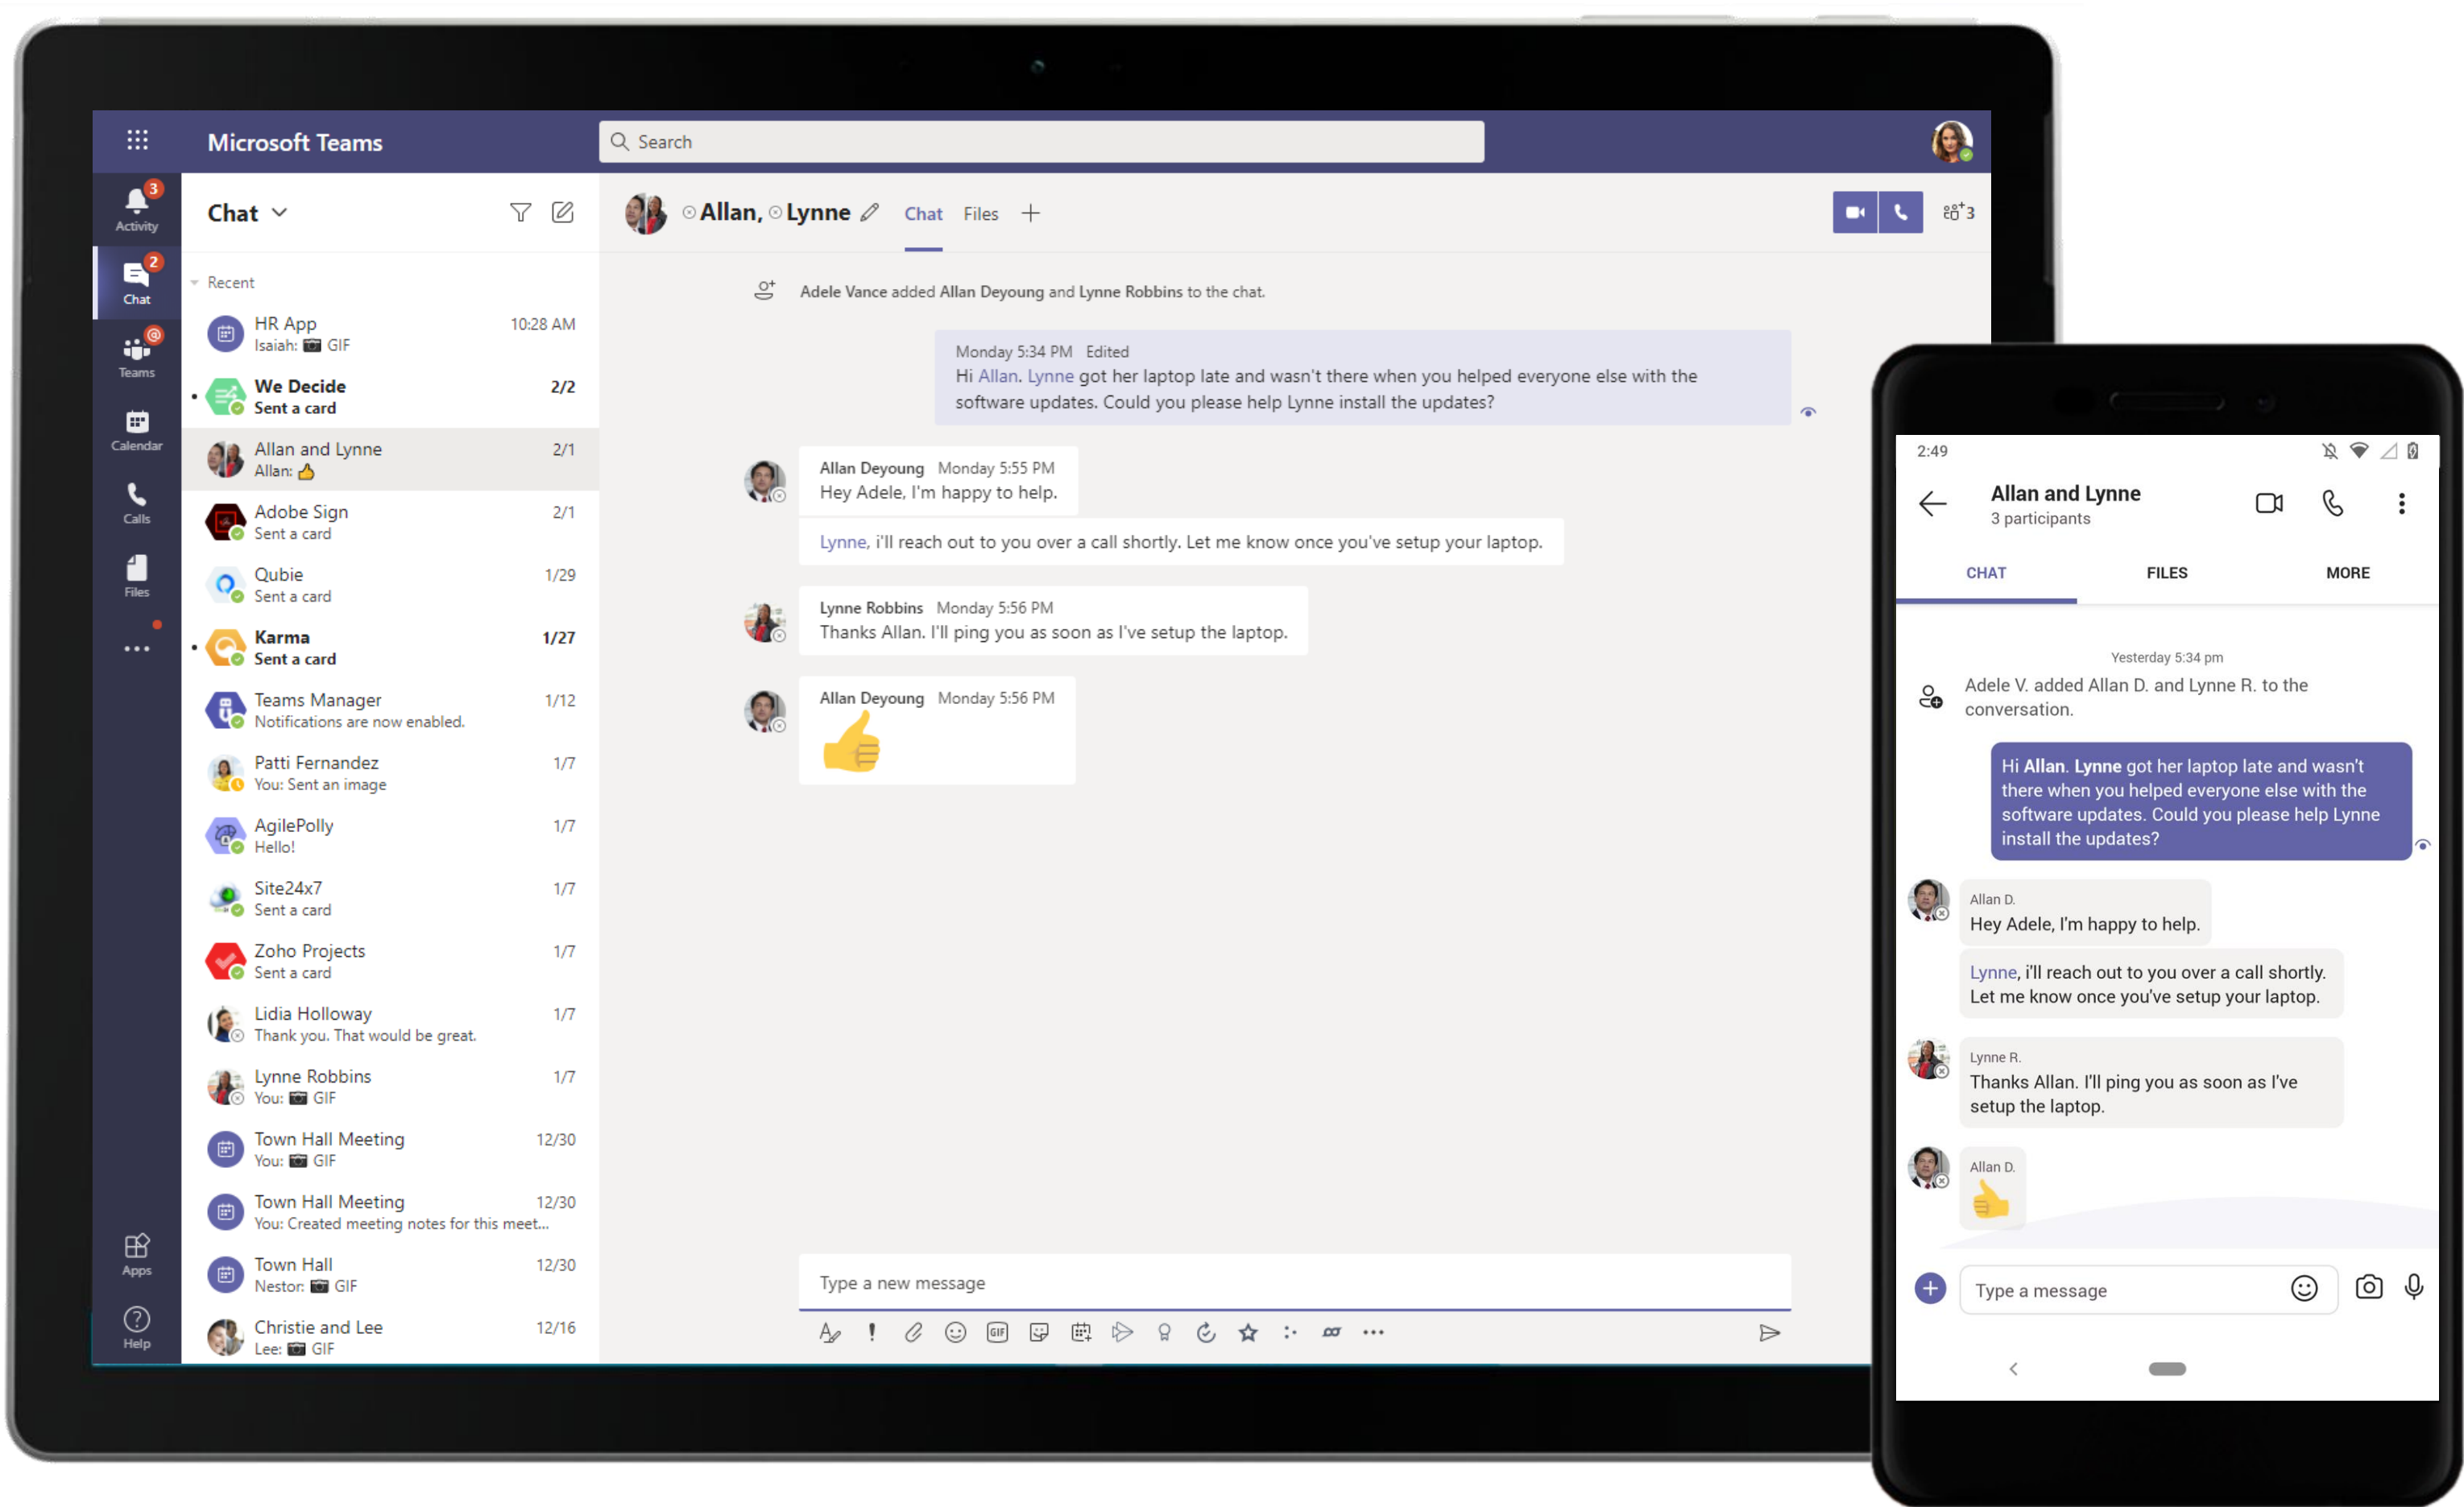 Microsoft Teams
Search
3
Activity
2
Chat
@
Teams
Calendar
Calls
Files
Apps
Help
Chat
Recent
HR App 10:28 AM
Isaiah: GIF
We Decide 2/2
Sent a card
Allan and Lynne 2/1
Allan: 👍
Adobe Sign 2/1
Sent a card
Qubie 1/29
Sent a card
Karma 1/27
Sent a card
Teams Manager 1/12
Notifications are now enabled.
Patti Fernandez 1/7
You: Sent an image
AgilePolly 1/7
Hello!
Site24x7 1/7
Sent a card
Zoho Projects 1/7
Sent a card
Lidia Holloway 1/7
Thank you. That would be great.
Lynne Robbins 1/7
You: GIF
Town Hall Meeting 12/30
You: GIF
Town Hall Meeting 12/30
You: Created meeting notes for this meet...
Town Hall 12/30
Nestor: GIF
Christie and Lee 12/16
Lee: GIF
Allan, Lynne Chat Files 3
Adele Vance added Allan Deyoung and Lynne Robbins to the chat.
Monday 5:34 PM Edited
Hi Allan. Lynne got her laptop late and wasn't there when you helped everyone else with the
software updates. Could you please help Lynne install the updates?
Allan Deyoung Monday 5:55 PM
Hey Adele, I'm happy to help.
Lynne, i'll reach out to you over a call shortly. Let me know once you've setup your laptop.
Lynne Robbins Monday 5:56 PM
Thanks Allan. I'll ping you as soon as I've setup the laptop.
Allan Deyoung Monday 5:56 PM
Type a new message
GIF
2:49
Allan and Lynne
3 participants
CHAT FILES MORE
Yesterday 5:34 pm
Adele V. added Allan D. and Lynne R. to the
conversation.
Hi Allan. Lynne got her laptop late and wasn't
there when you helped everyone else with the
software updates. Could you please help Lynne
install the updates?
Allan D.
Hey Adele, I'm happy to help.
Lynne, i'll reach out to you over a call shortly.
Let me know once you've setup your laptop.
Lynne R.
Thanks Allan. I'll ping you as soon as I've
setup the laptop.
Allan D.
Type a message